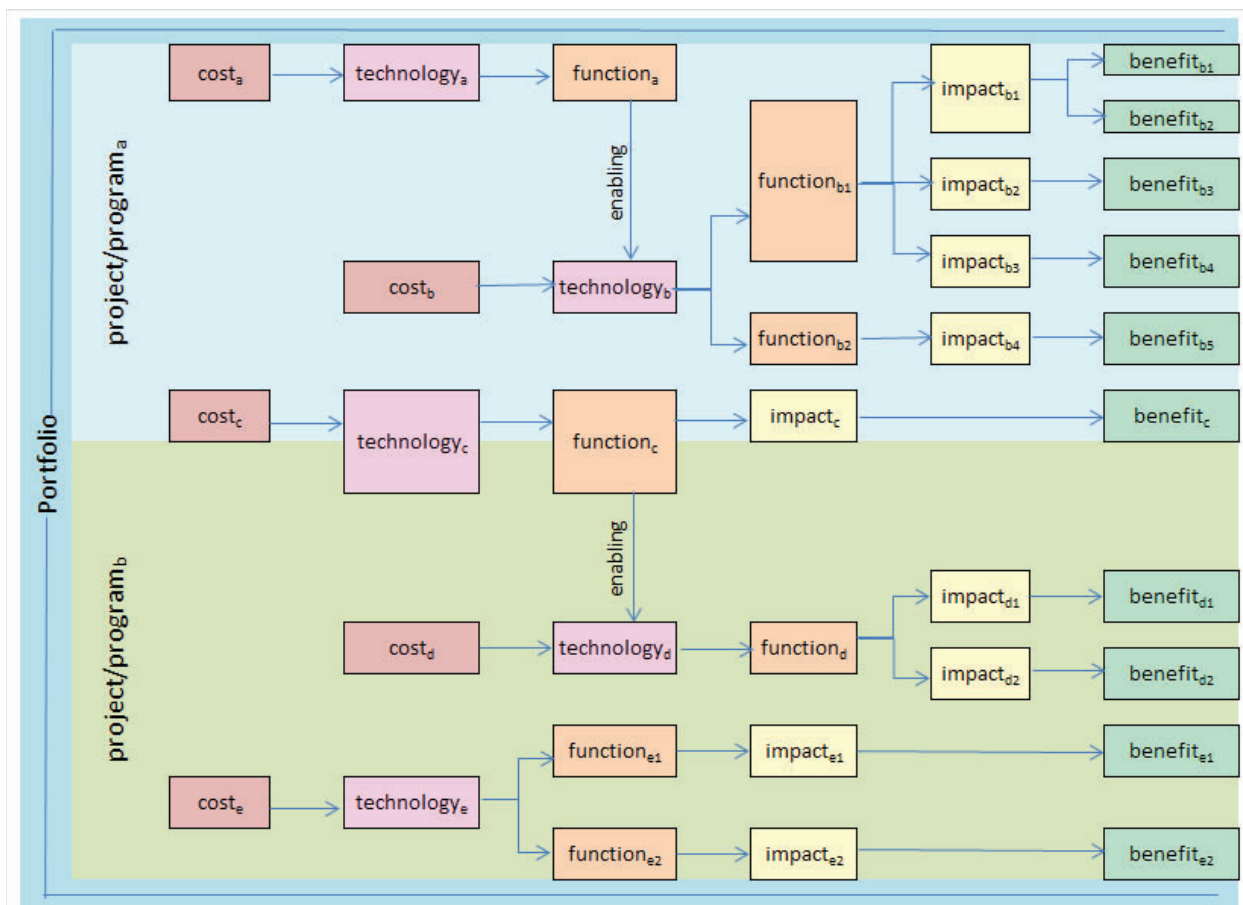 cost_a
technology_a
function_a
impact_b1
benefit_b1
benefit_b2
project/program_a
enabling
function_b1
impact_b2
benefit_b3
impact_b3
benefit_b4
cost_b
technology_b
function_b2
impact_b4
benefit_b5
Portfolio
cost_c
technology_c
function_c
impact_c
benefit_c
project/program_b
enabling
impact_d1
benefit_d1
cost_d
technology_d
function_d
impact_d2
benefit_d2
function_e1
impact_e1
benefit_e1
cost_e
technology_e
function_e2
impact_e2
benefit_e2